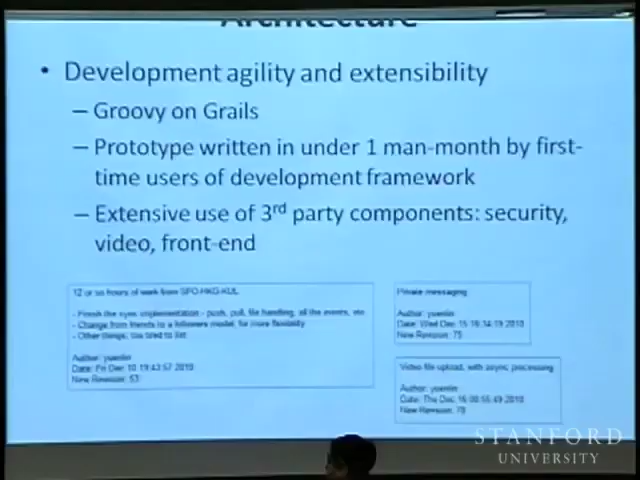 Architecture
• Development agility and extensibility
– Groovy on Grails
– Prototype written in under 1 man-month by first-
time users of development framework
– Extensive use of 3rd party components: security,
video, front-end
12 or so hours of work from SFO-HKG-KUL
- Finish the sync implementation - push, pull, file handling, all the events, etc
- Change from friends to a followers model, for more flexibility
- Other things, too tired to list
Author: yuenlin
Date: Fri Dec 10 19:43:57 2010
New Revision: 53
Private messaging
Author: yuenlin
Date: Wed Dec 15 16:14:19 2010
New Revision: 75
Video file upload, with async processing
Author: yuenlin
Date: Thu Dec 16 00:55:49 2010
New Revision: 78
STANFORD
UNIVERSITY